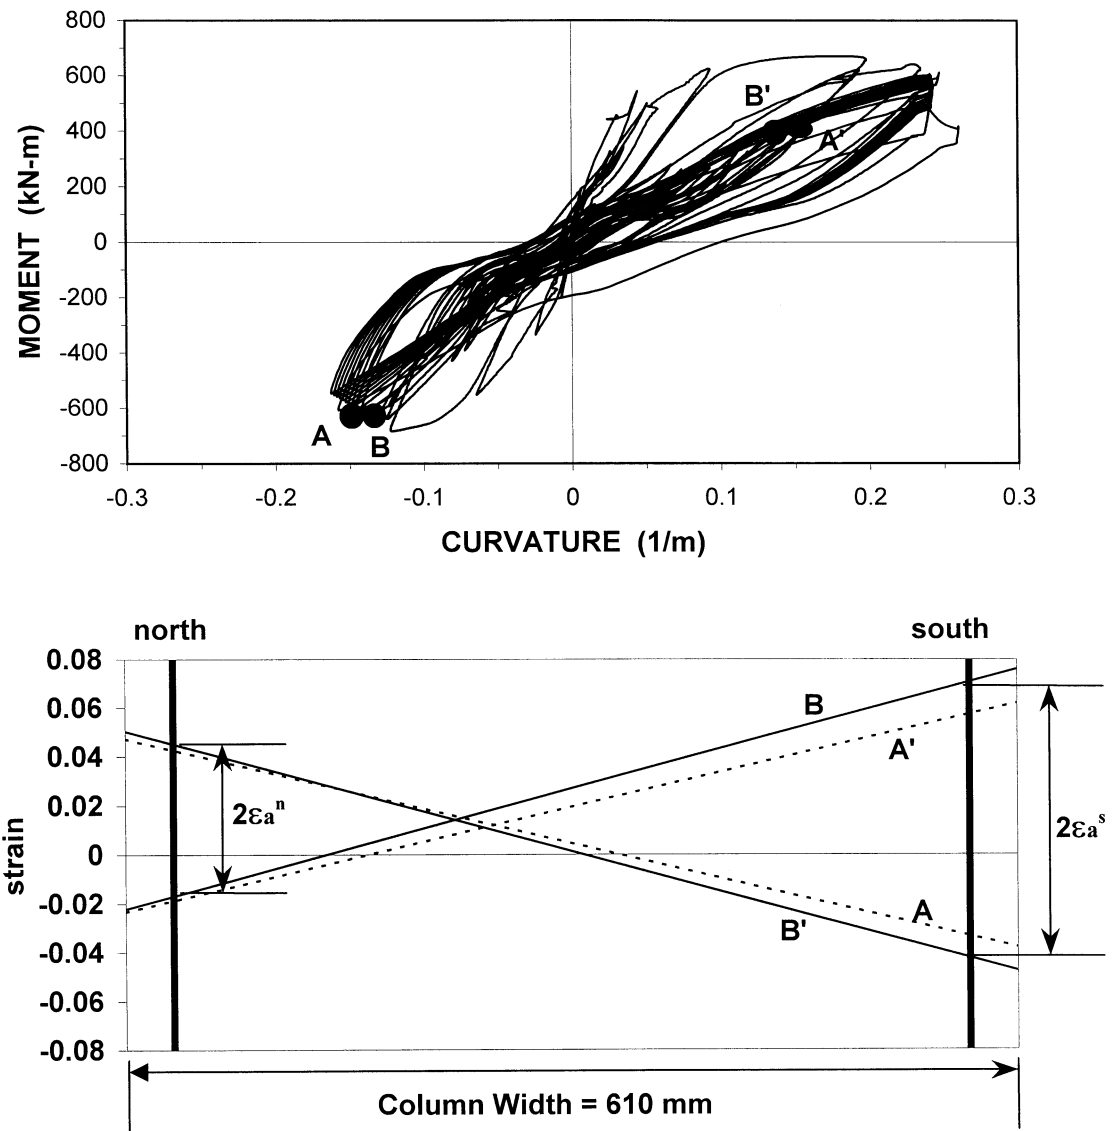 800
600
400
200
0
-200
-400
-600
-800
MOMENT (kN-m)
B'
A'
A
B
-0.3
-0.2
-0.1
0
0.1
0.2
0.3
CURVATURE (1/m)
north
south
0.08
0.06
0.04
0.02
0
-0.02
-0.04
-0.06
-0.08
strain
B
A'
2εaⁿ
2εaˢ
A
B'
Column Width = 610 mm